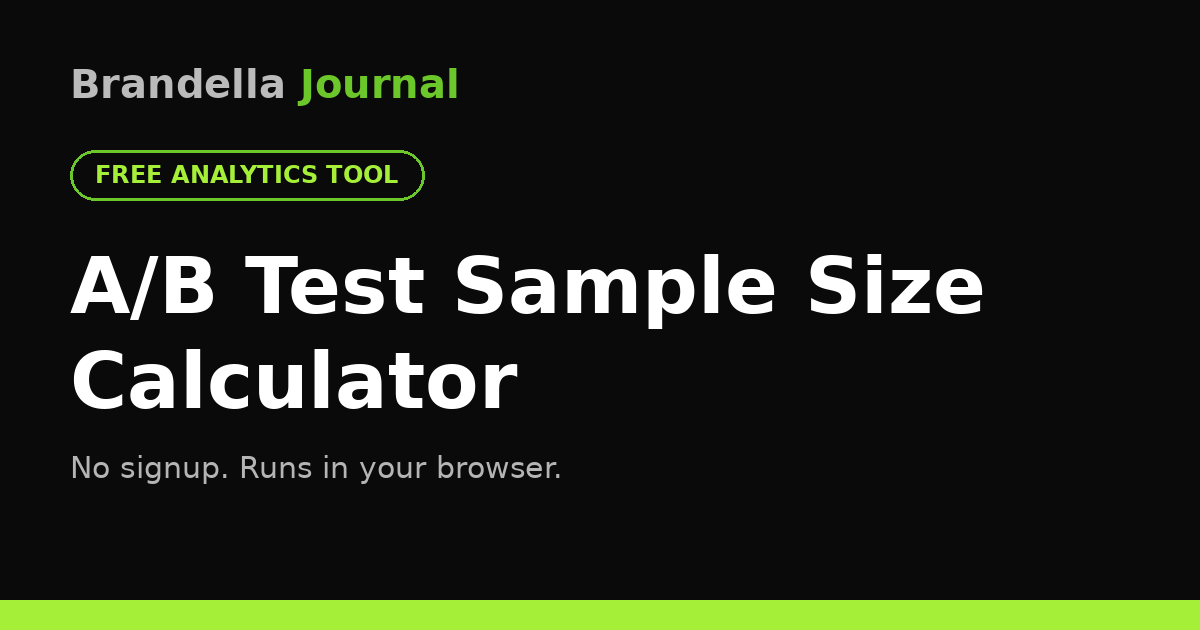 Brandella Journal
FREE ANALYTICS TOOL
A/B Test Sample Size
Calculator
No signup. Runs in your browser.